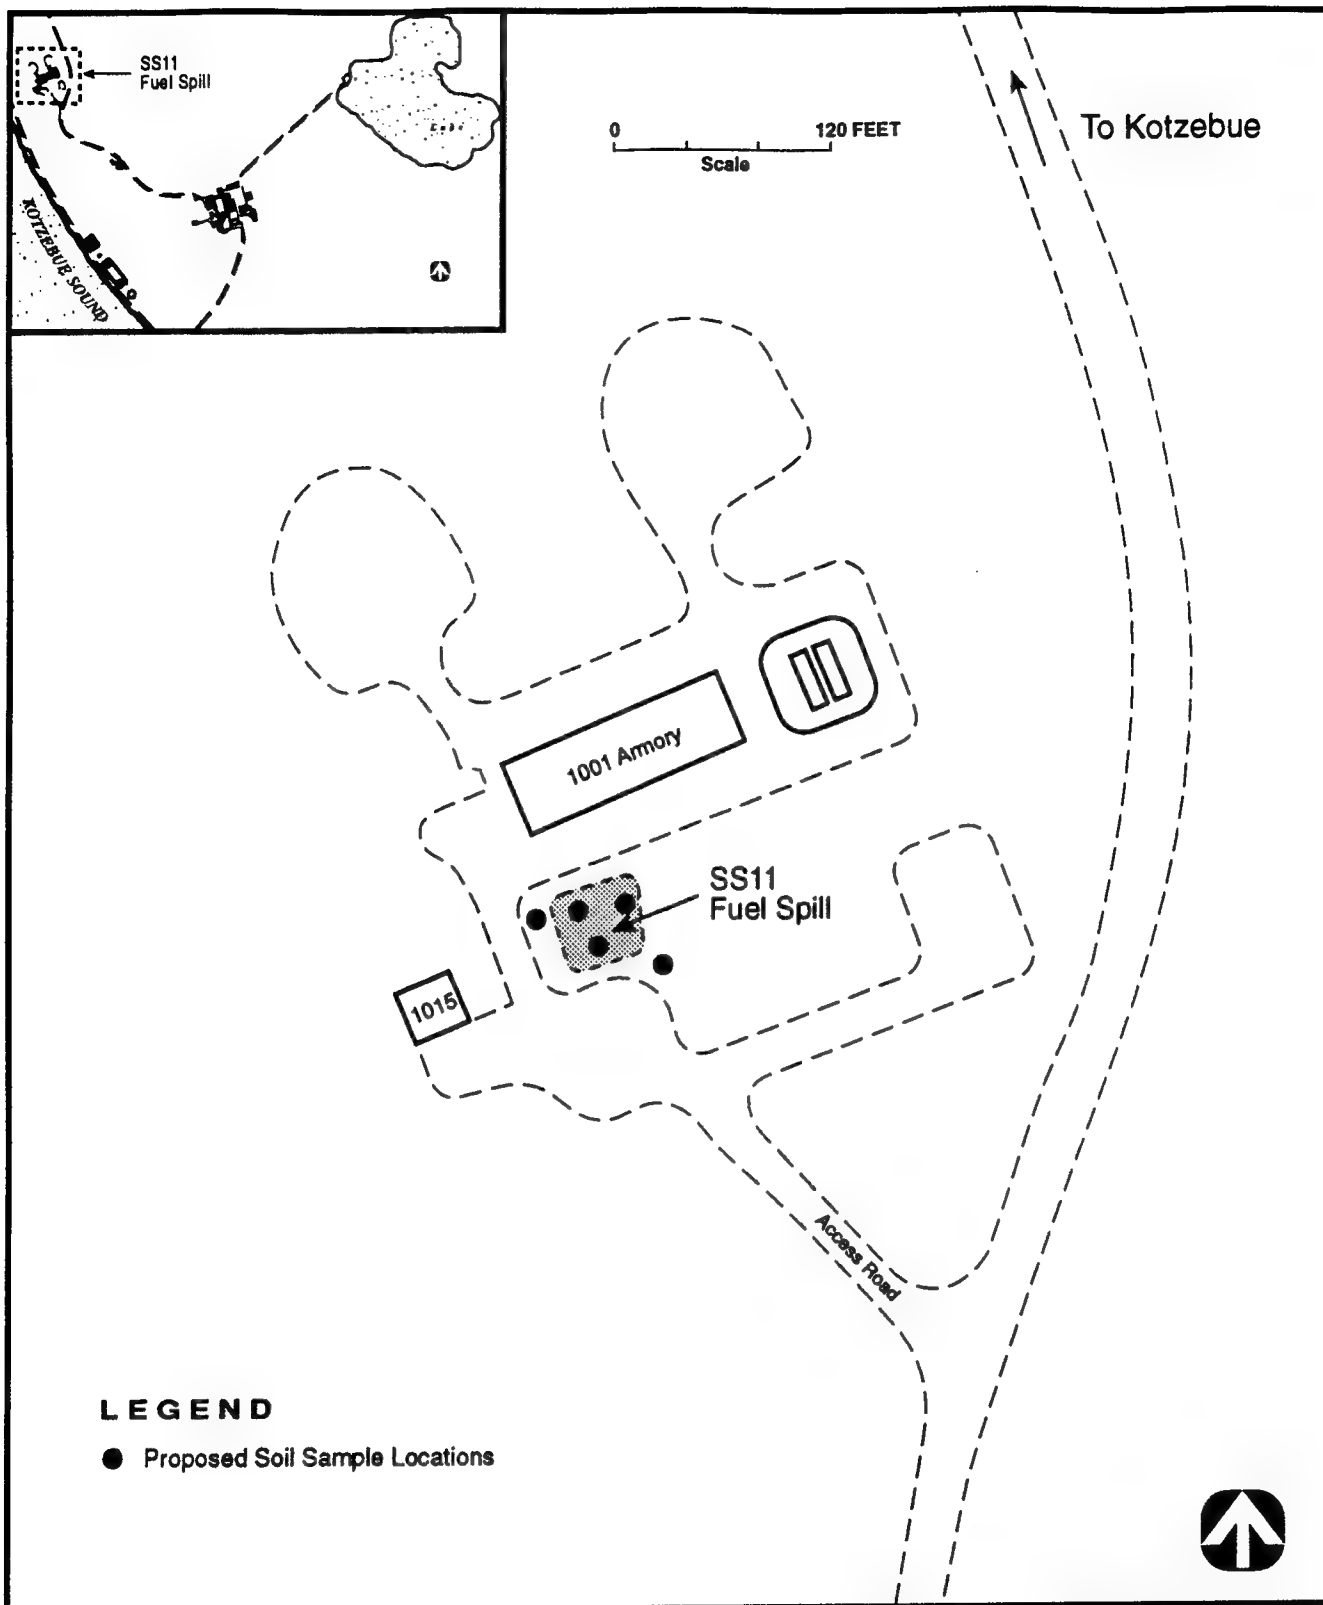 SS11
Fuel Spill
KOTZEBUE SOUND
0 120 FEET
Scale
To Kotzebue
1001 Armory
SS11
Fuel Spill
1015
Access Road
LEGEND
Proposed Soil Sample Locations